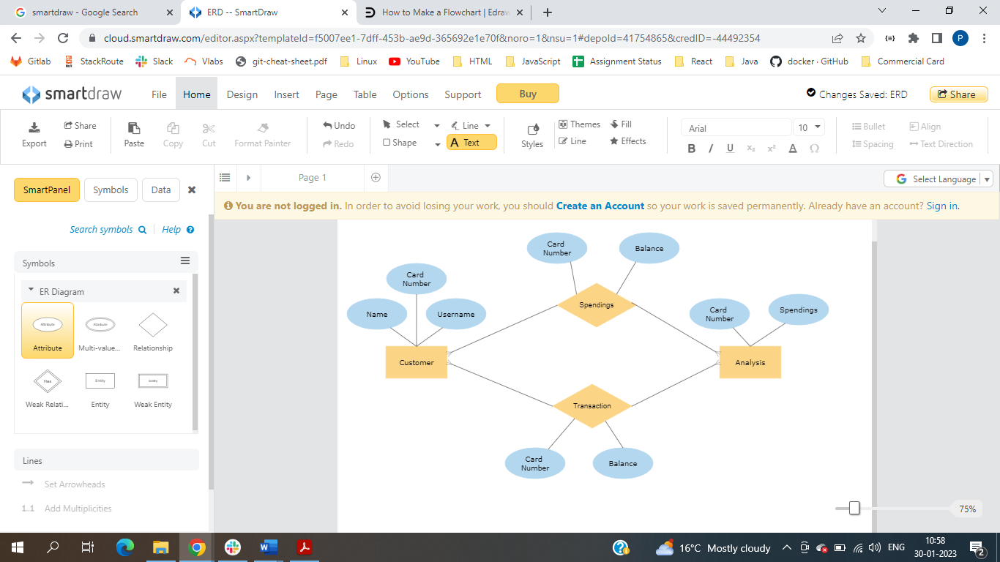 smartdraw - Google Search
ERD -- SmartDraw
How to Make a Flowchart | Edraw
cloud.smartdraw.com/editor.aspx?templateId=f5007ee1-7dff-453b-ae9d-365692e1e70f&noro=1&nsu=1#depoId=41754865&credID=-44492354
P
Gitlab StackRoute Slack Vlabs git-cheat-sheet.pdf Linux YouTube HTML JavaScript Assignment Status React Java docker · GitHub Commercial Card
smartdraw File Home Design Insert Page Table Options Support Buy Changes Saved: ERD Share
Share Undo Select Line Themes Fill Arial 10 Bullet Align
Export Print Paste Copy Cut Format Painter Redo Shape A Text Styles Line Effects B I U x₂ x² A Ω Spacing Text Direction
SmartPanel Symbols Data
Page 1
Select Language
You are not logged in. In order to avoid losing your work, you should Create an Account so your work is saved permanently. Already have an account? Sign in.
Search symbols Help
Symbols
ER Diagram
Attribute Attribute
Attribute Multi-value... Relationship
Has Entity Entity
Weak Relati... Entity Weak Entity
Lines
Set Arrowheads
1..1 Add Multiplicities
Card
Number
Balance
Card
Number
Name
Username
Spendings
Card
Number
Spendings
Customer
Analysis
Transaction
Card
Number
Balance
75%
16°C Mostly cloudy ENG
10:58
30-01-2023
2